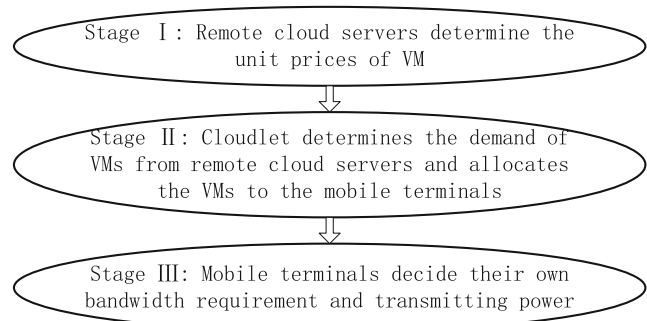 Stage Ⅰ: Remote cloud servers determine the
unit prices of VM
Stage Ⅱ: Cloudlet determines the demand of
VMs from remote cloud servers and allocates
the VMs to the mobile terminals
Stage Ⅲ: Mobile terminals decide their own
bandwidth requirement and transmitting power